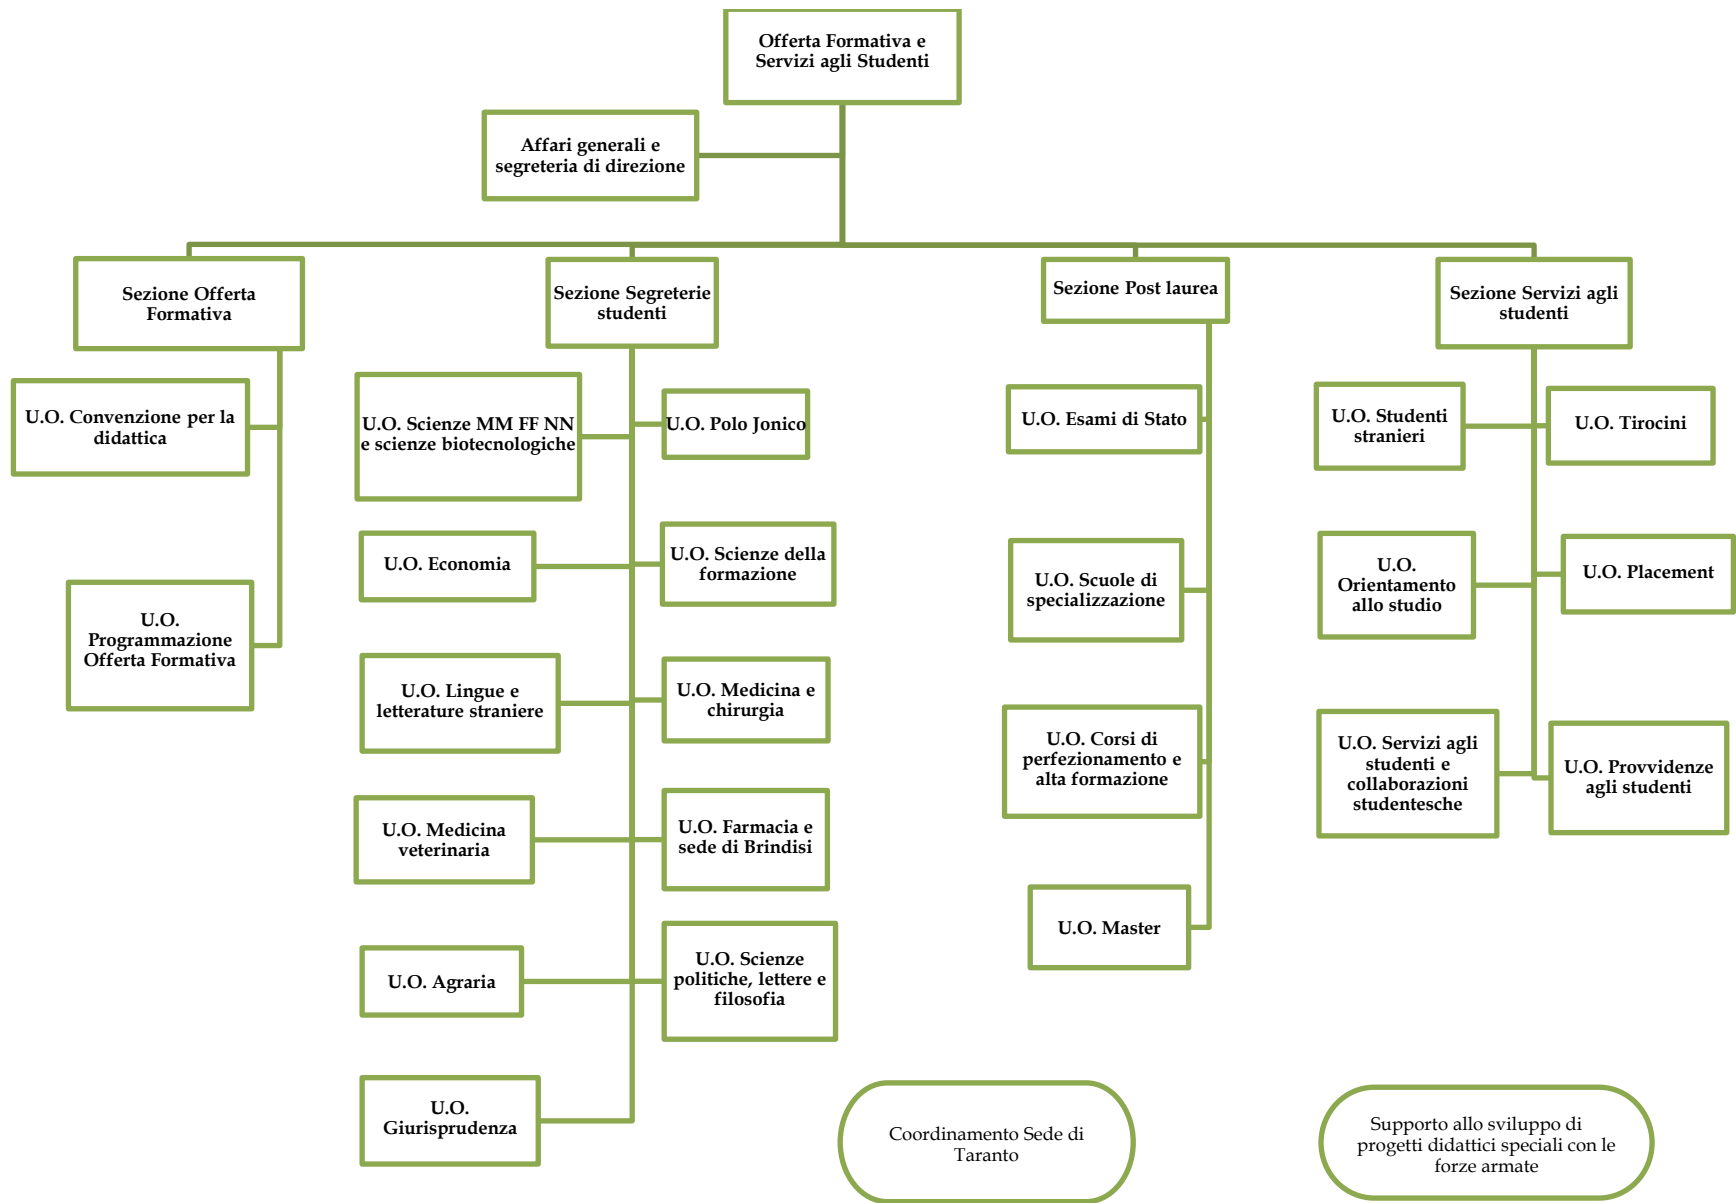 Offerta Formativa e
Servizi agli Studenti
Affari generali e
segreteria di direzione
Sezione Offerta
Formativa
Sezione Segreterie
studenti
Sezione Post laurea
Sezione Servizi agli
studenti
U.O. Convenzione per la
didattica
U.O.
Programmazione
Offerta Formativa
U.O. Scienze MM FF NN
e scienze biotecnologiche
U.O. Polo Jonico
U.O. Economia
U.O. Scienze della
formazione
U.O. Lingue e
letterature straniere
U.O. Medicina e
chirurgia
U.O. Medicina
veterinaria
U.O. Farmacia e
sede di Brindisi
U.O. Agraria
U.O. Scienze
politiche, lettere e
filosofia
U.O.
Giurisprudenza
U.O. Esami di Stato
U.O. Scuole di
specializzazione
U.O. Corsi di
perfezionamento e
alta formazione
U.O. Master
U.O. Studenti
stranieri
U.O. Tirocini
U.O.
Orientamento
allo studio
U.O. Placement
U.O. Servizi agli
studenti e
collaborazioni
studentesche
U.O. Provvidenze
agli studenti
Coordinamento Sede di
Taranto
Supporto allo sviluppo di
progetti didattici speciali con le
forze armate